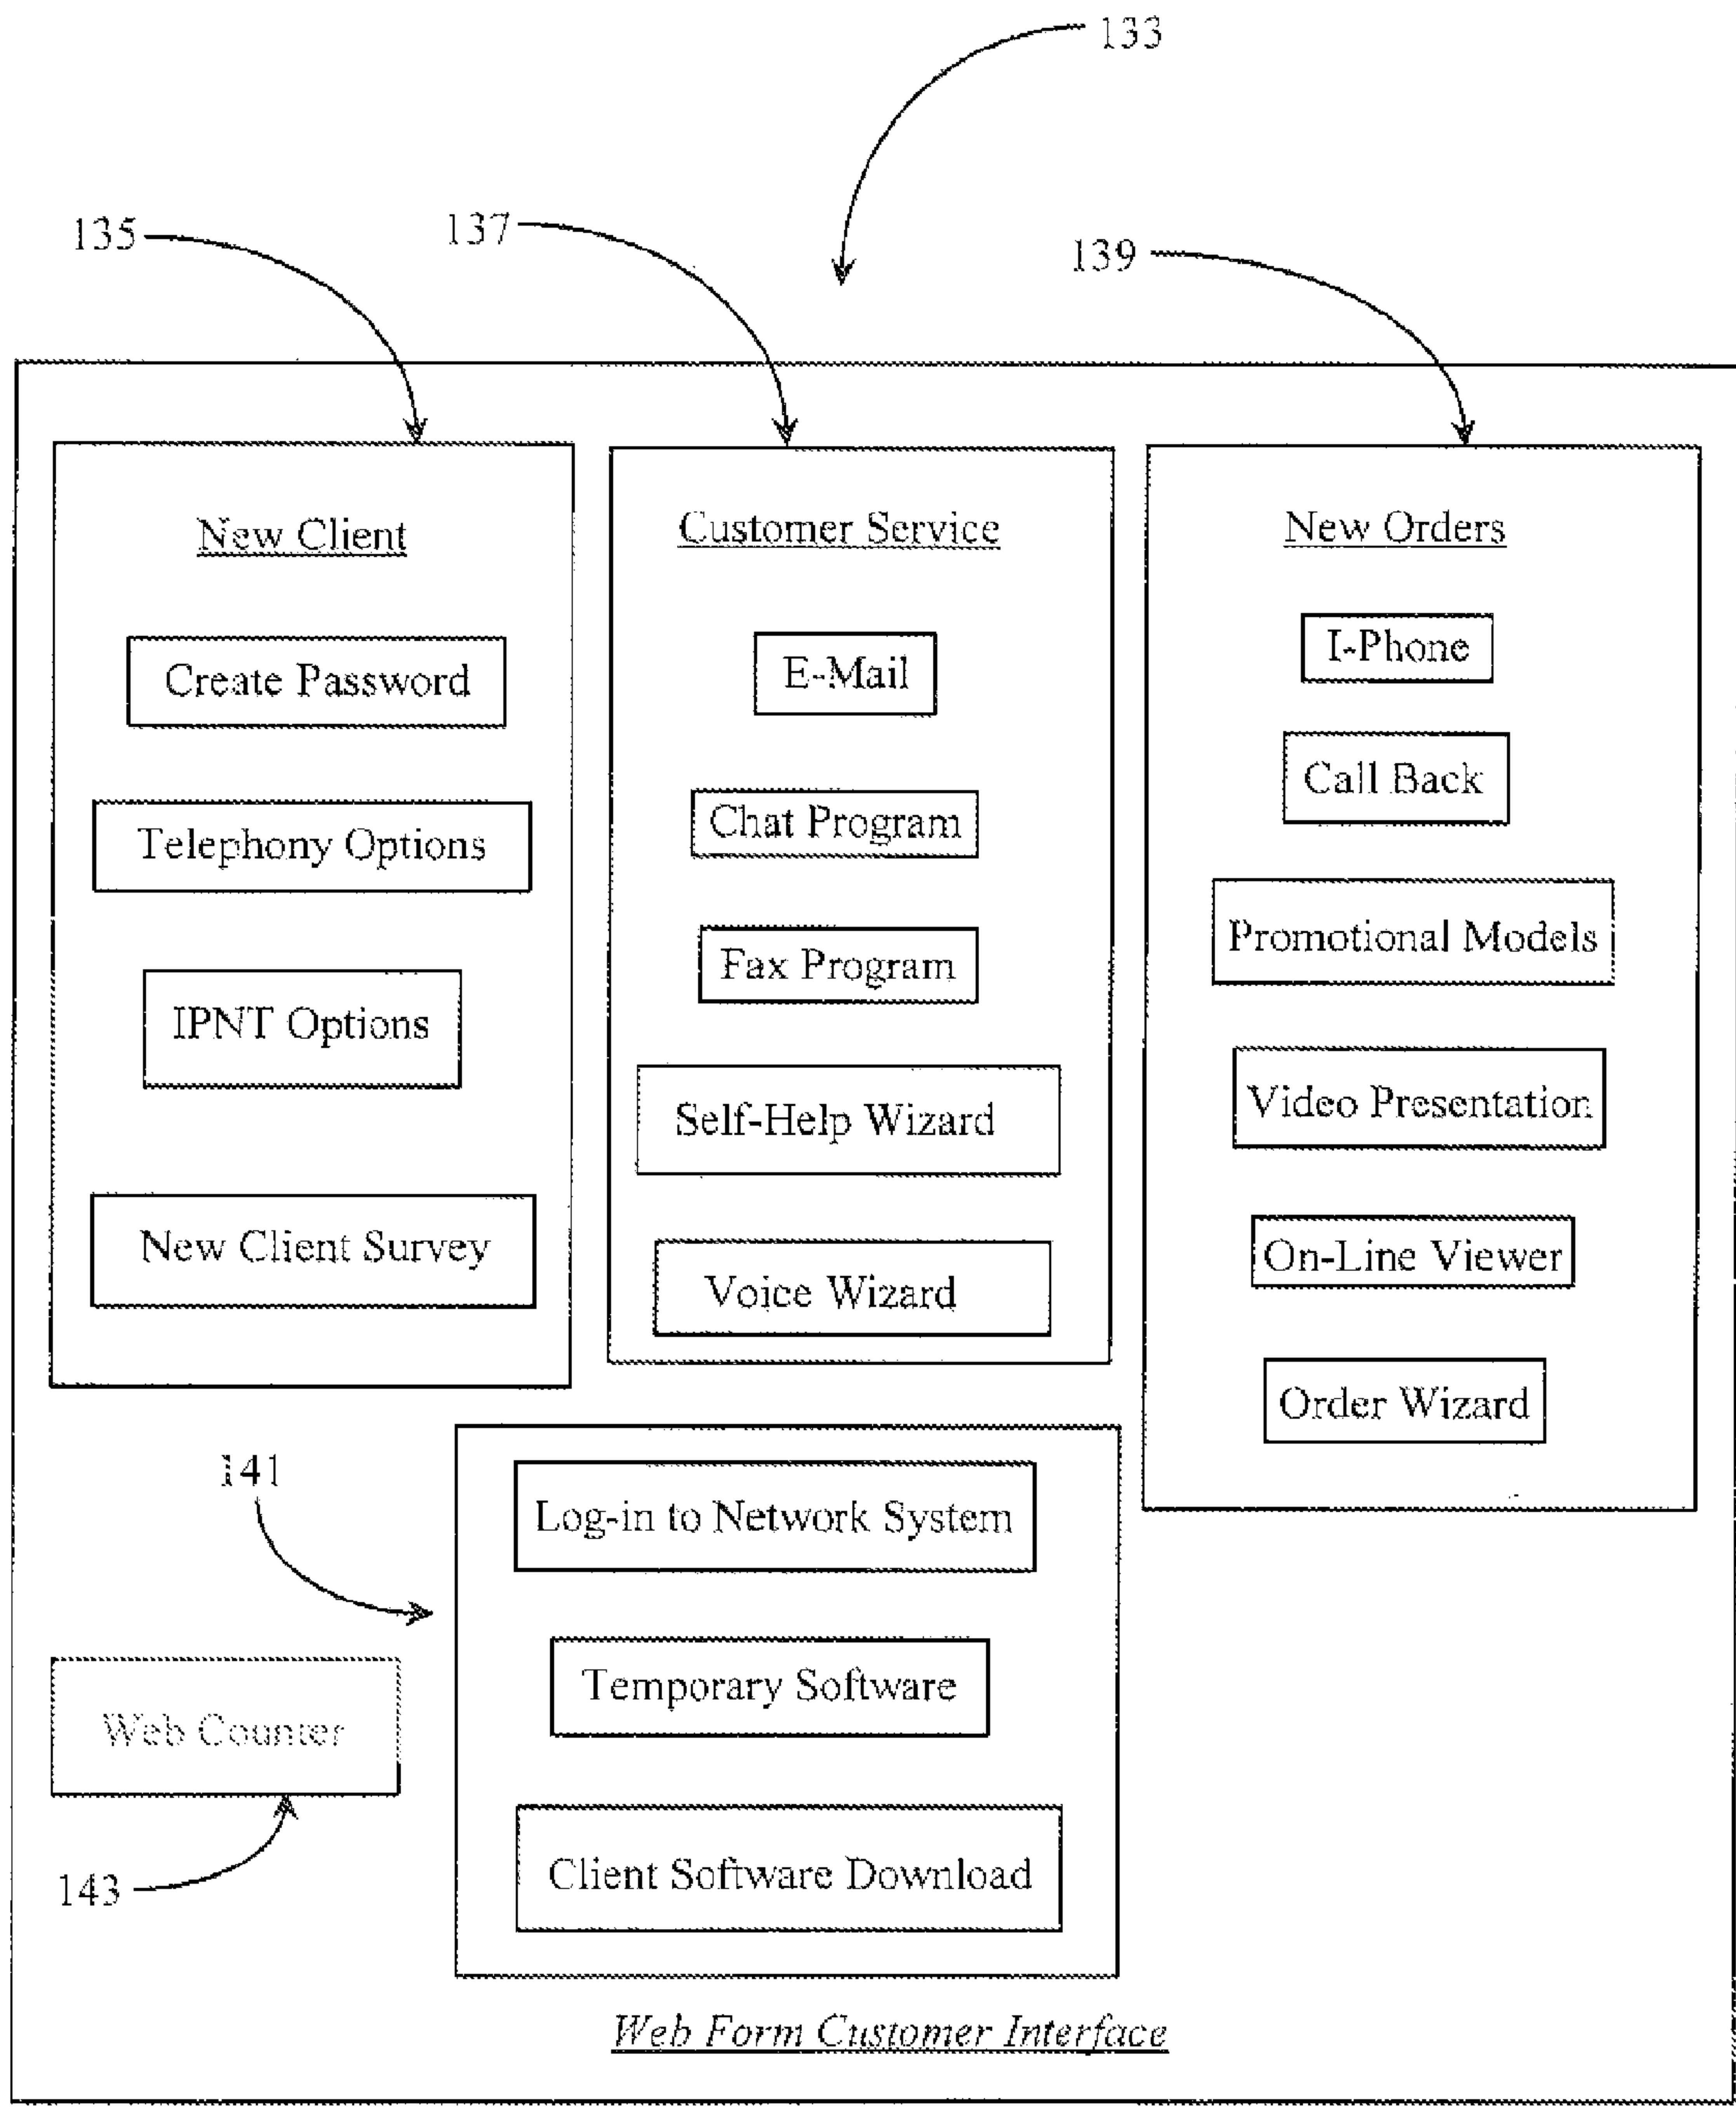 133
135
137
139
New Client
Create Password
Telephony Options
IPNT Options
New Client Survey
Customer Service
E-Mail
Chat Program
Fax Program
Self-Help Wizard
Voice Wizard
New Orders
I-Phone
Call Back
Promotional Models
Video Presentation
On-Line Viewer
Order Wizard
141
Log-in to Network System
Temporary Software
Client Software Download
Web Counter
143
Web Form Customer Interface